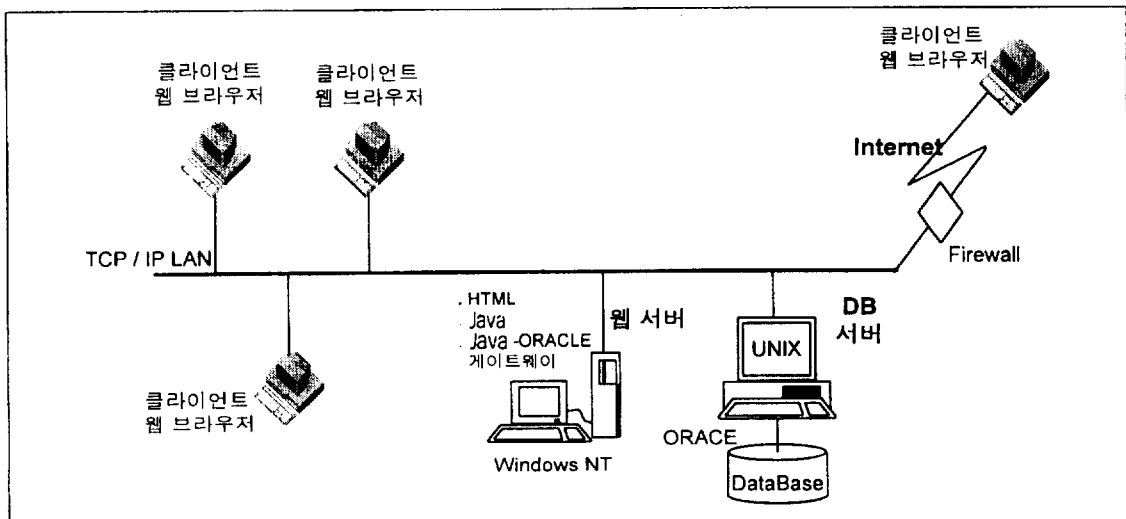 클라이언트
웹 브라우저
클라이언트
웹 브라우저
클라이언트
웹 브라우저
Internet
Firewall
TCP / IP LAN
클라이언트
웹 브라우저
. HTML
. Java
. Java -ORACLE
게이트웨이
웹 서버
Windows NT
DB
서버
UNIX
ORACE
DataBase